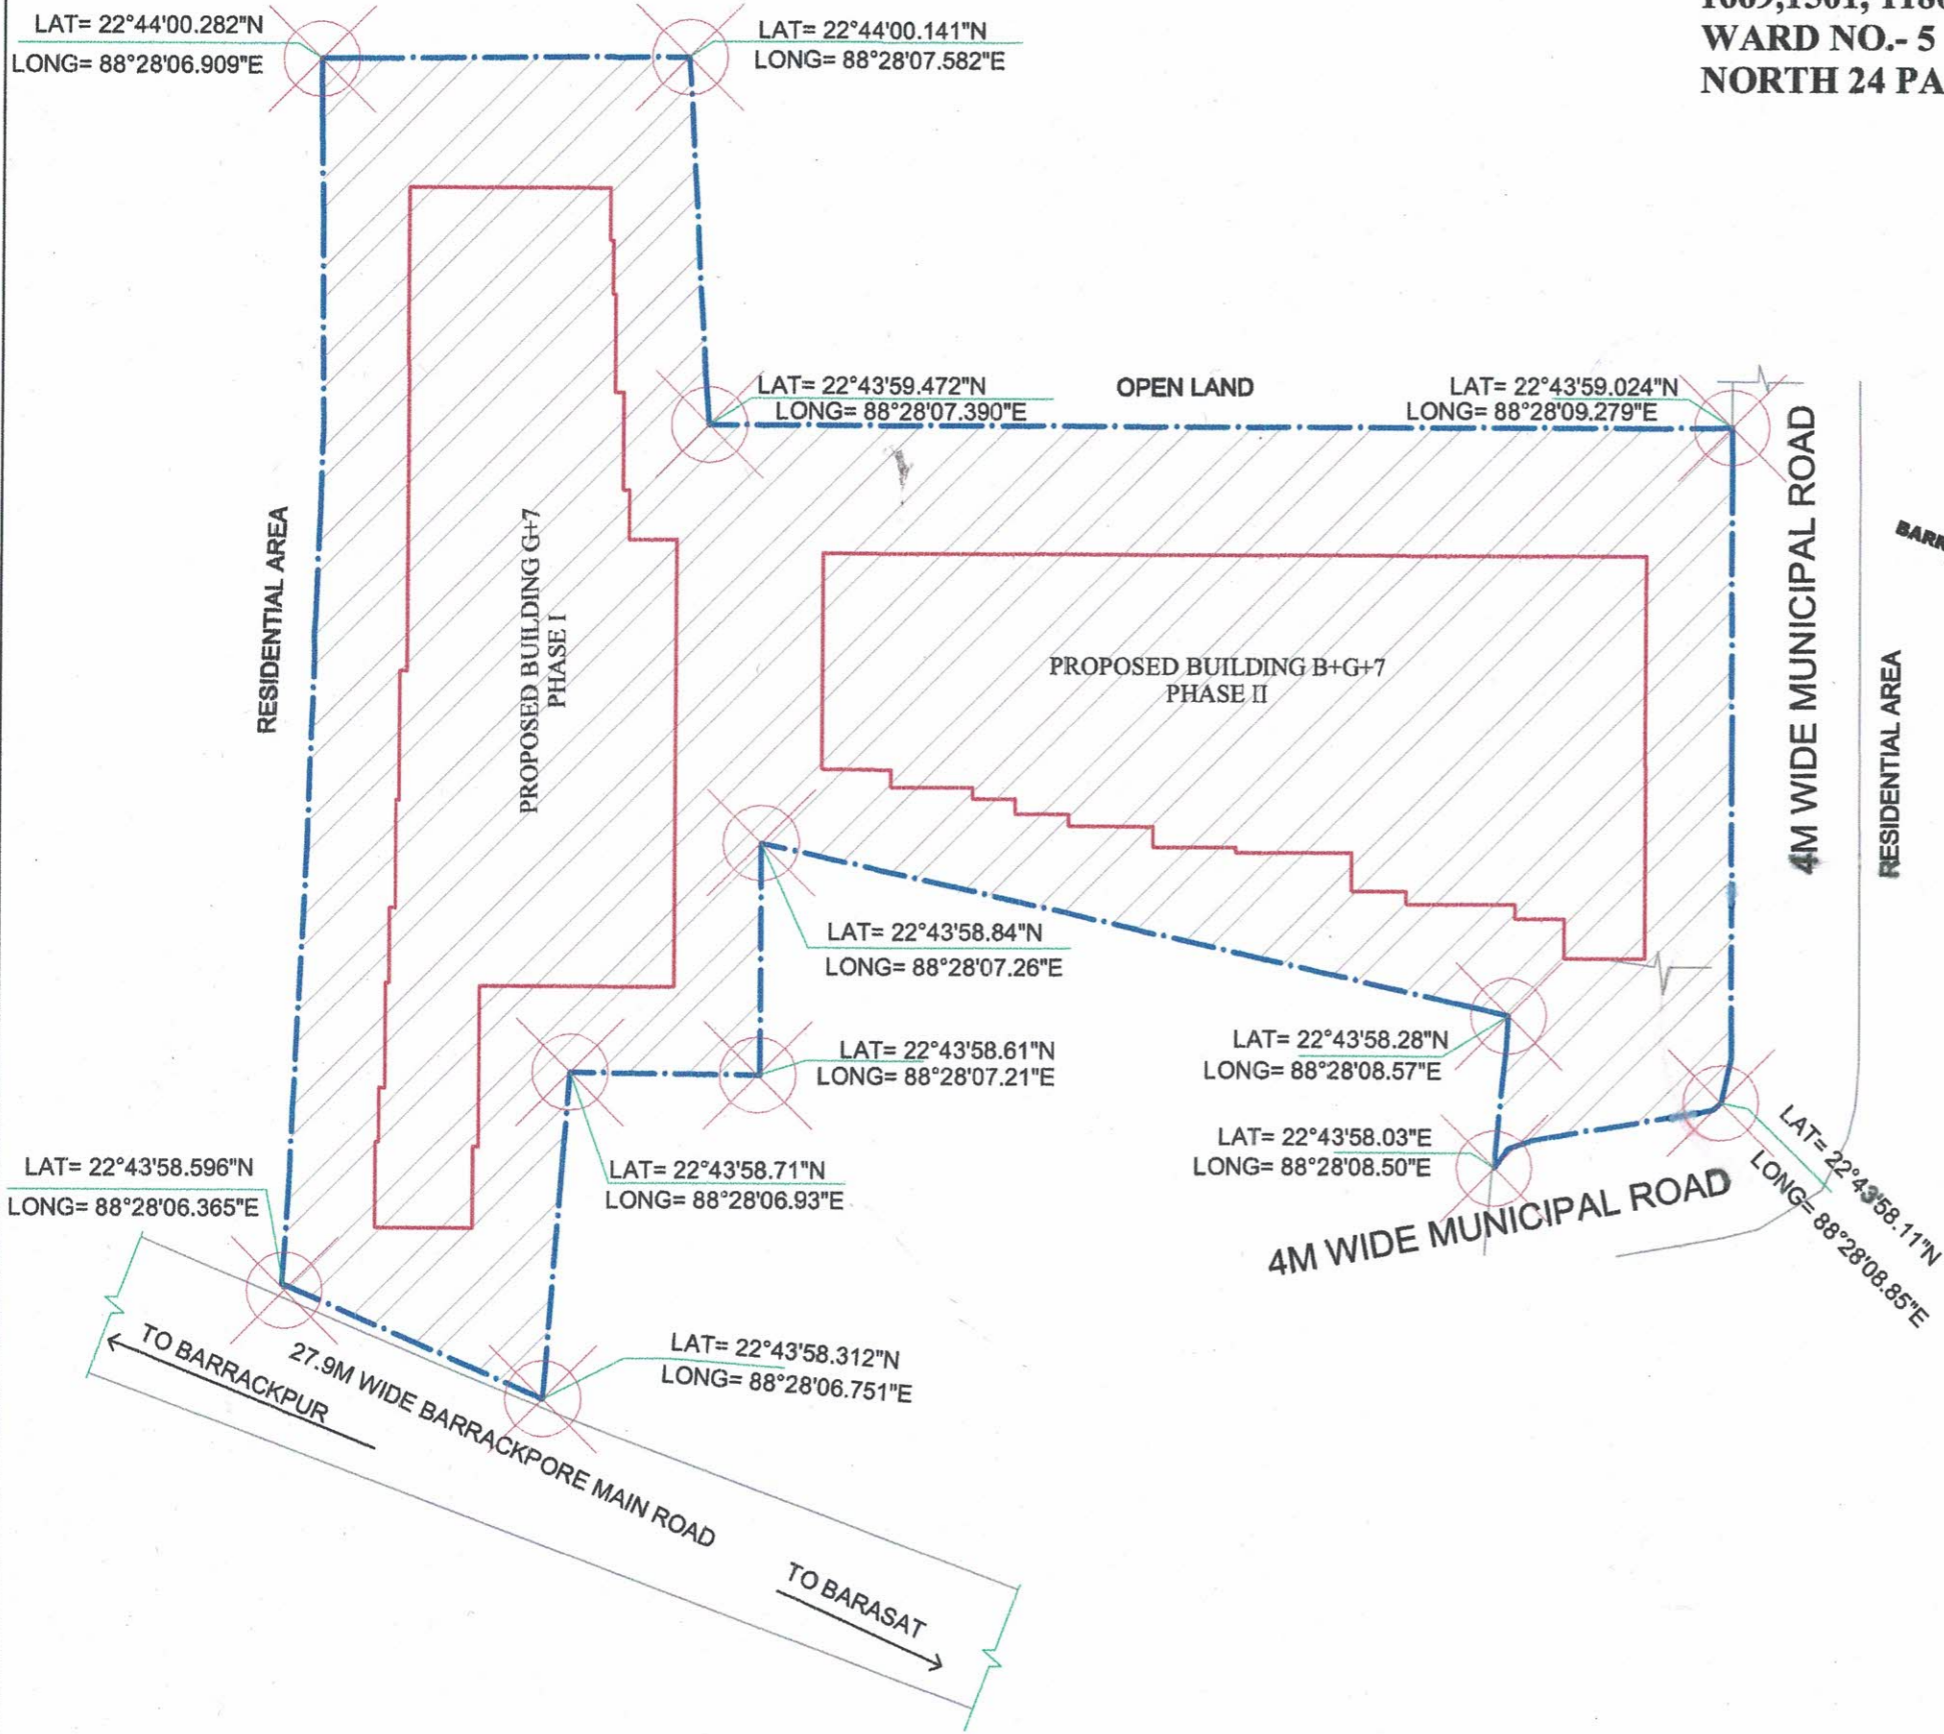 LAT= 22°44'00.282"N
LONG= 88°28'06.909"E
LAT= 22°44'00.141"N
LONG= 88°28'07.582"E
WARD NO.- 5
NORTH 24 PA
LAT= 22°43'59.472"N
LONG= 88°28'07.390"E
OPEN LAND
LAT= 22°43'59.024"N
LONG= 88°28'09.279"E
4M WIDE MUNICIPAL ROAD
RESIDENTIAL AREA
RESIDENTIAL AREA
PROPOSED BUILDING G+7
PHASE I
PROPOSED BUILDING B+G+7
PHASE II
LAT= 22°43'58.84"N
LONG= 88°28'07.26"E
LAT= 22°43'58.61"N
LONG= 88°28'07.21"E
LAT= 22°43'58.28"N
LONG= 88°28'08.57"E
LAT= 22°43'58.03"E
LONG= 88°28'08.50"E
LAT= 22°43'58.11"N
LONG= 88°28'08.85"E
4M WIDE MUNICIPAL ROAD
LAT= 22°43'58.596"N
LONG= 88°28'06.365"E
LAT= 22°43'58.71"N
LONG= 88°28'06.93"E
LAT= 22°43'58.312"N
LONG= 88°28'06.751"E
TO BARRACKPUR
27.9M WIDE BARRACKPORE MAIN ROAD
TO BARASAT